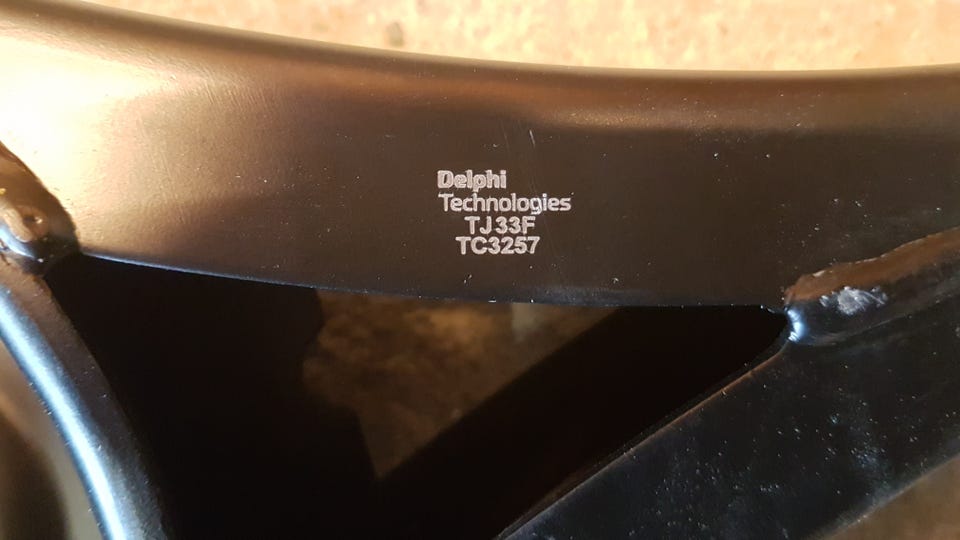 Delphi
Technologies
TJ33F
TC3257